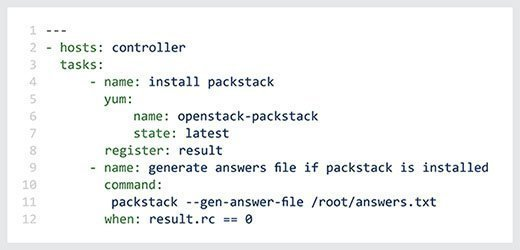 1 ---
2 - hosts: controller
3   tasks:
4       - name: install packstack
5         yum:
6             name: openstack-packstack
7             state: latest
8         register: result
9       - name: generate answers file if packstack is installed
10         command:
11          packstack --gen-answer-file /root/answers.txt
12         when: result.rc == 0